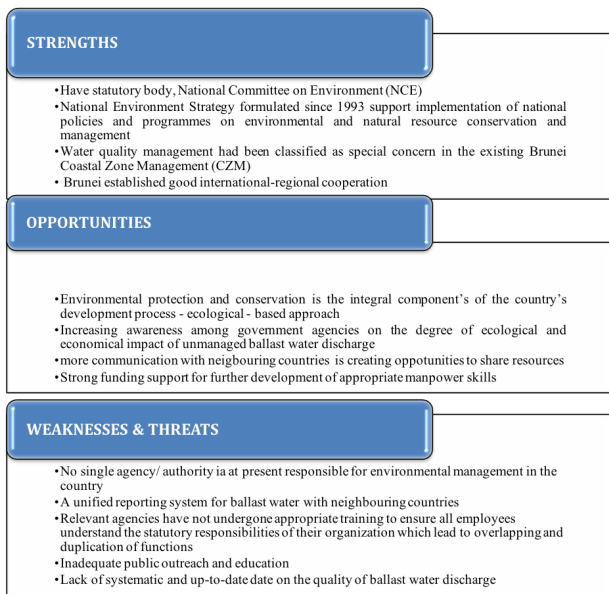 STRENGTHS
•Have statutory body, National Committee on Environment (NCE)
•National Environment Strategy formulated since 1993 support implementation of national
policies and programmes on environmental and natural resource conservation and
management
•Water quality management had been classified as special concern in the existing Brunei
Coastal Zone Management (CZM)
• Brunei established good international-regional cooperation
OPPORTUNITIES
•Environmental protection and conservation is the integral component's of the country's
development process - ecological - based approach
•Increasing awareness among government agencies on the degree of ecological and
economical impact of unmanaged ballast water discharge
•more communication with neigbouring countries is creating oppotunities to share resources
•Strong funding support for further development of appropriate manpower skills
WEAKNESSES & THREATS
•No single agency/ authority ia at present responsible for environmental management in the
country
•A unified reporting system for ballast water with neighbouring countries
•Relevant agencies have not undergone appropriate training to ensure all employees
understand the statutory responsibilities of their organization which lead to overlapping and
duplication of functions
•Inadequate public outreach and education
•Lack of systematic and up-to-date date on the quality of ballast water discharge